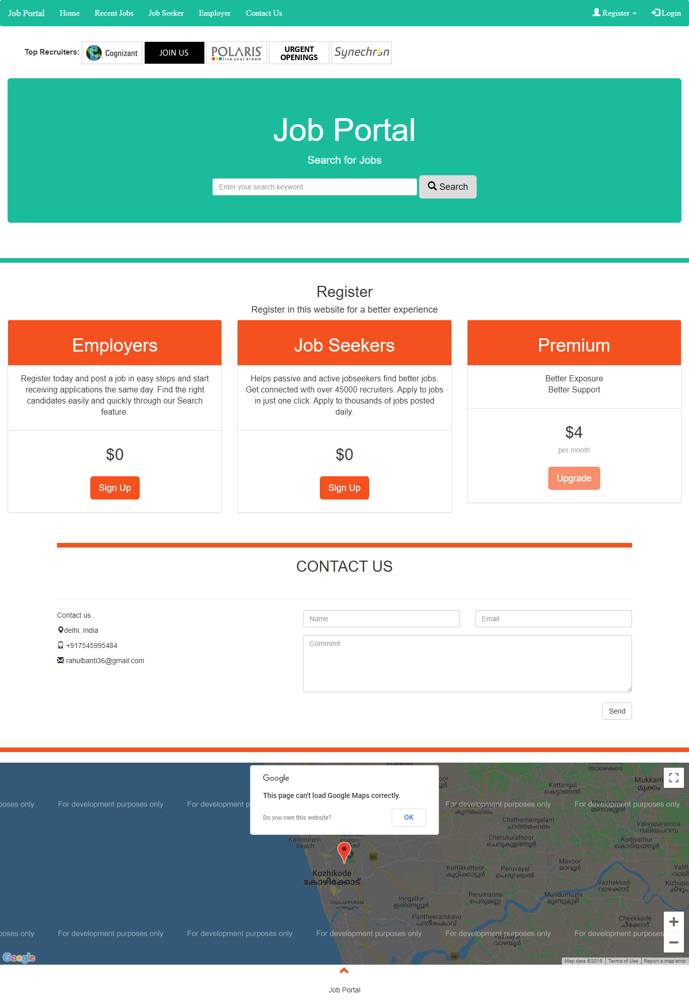 Job Portal
Home
Recent Jobs
Job Seeker
Employer
Contact Us
Register
Login
Top Recruiters:
Cognizant
JOIN US
POLARIS
live your dream
URGENT
OPENINGS
Synechron
Job Portal
Search for Jobs
Enter your search keyword
Search
Register
Register in this website for a better experience
Employers
Register today and post a job in easy steps and start
receiving applications the same day. Find the right
candidates easily and quickly through our Search
feature.
$0
Sign Up
Job Seekers
Helps passive and active jobseekers find better jobs.
Get connected with over 45000 recruiters. Apply to jobs
in just one click. Apply to thousands of jobs posted
daily.
$0
Sign Up
Premium
Better Exposure
Better Support
$4
per month
Upgrade
CONTACT US
Contact us .
delhi, India
+917545995484
rahulbanti36@gmail.com
Name
Email
Comment
Send
Google
This page can't load Google Maps correctly.
Do you own this website?
OK
താഴെകടെ
Mukkam
മുക്കം
Kattangal
കെട്ടാങ്ങൽ
poses only
For development purposes only
For development purposes only
For development purposes only
കുന്ദമംഗലം
മണാശ്ശേരി
Chathamangalam
ചാത്തമംഗലം
Valiyaparamba
വലിയപറമ്പ
Cherukulathoor
ചെറുകുളത്തൂർ
Kodiyathur
കൊടിയത്തൂർ
Kamburam
Beach
66
Mavoor
മാവൂർ
Kuttikkattoor
കുറ്റിക്കാട്ടൂർ
Peruvayal
പെരുവയൽ
Kozhikode
കോഴിക്കോട്
Vazhakkad
വാഴക്കാട്
CHALAPPURAM
ചാലപ്പുറം
Iringallur
ഇരിങ്ങല്ലൂർ
Perumanna
പെരുമണ്ണ
Mundumuzhi
മുണ്ടുമുഴി
Pantheeramkavu
പന്തീരാംകാവ്
Cheekkode
ചീക്കോട്
poses only
For development purposes only
For development purposes only
For development purposes only
For development purposes only
For development purposes
Vazhayur
വാഴയൂർ
66
Google
Map data ©2019
Terms of Use
Report a map error
Job Portal